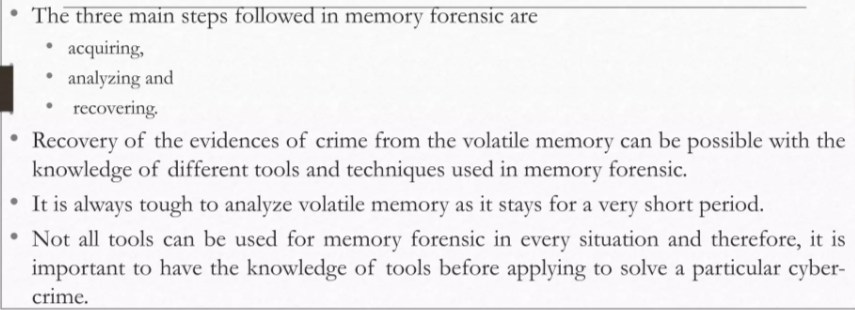 • The three main steps followed in memory forensic are
• acquiring,
• analyzing and
• recovering.
• Recovery of the evidences of crime from the volatile memory can be possible with the
knowledge of different tools and techniques used in memory forensic.
• It is always tough to analyze volatile memory as it stays for a very short period.
• Not all tools can be used for memory forensic in every situation and therefore, it is
important to have the knowledge of tools before applying to solve a particular cyber-
crime.